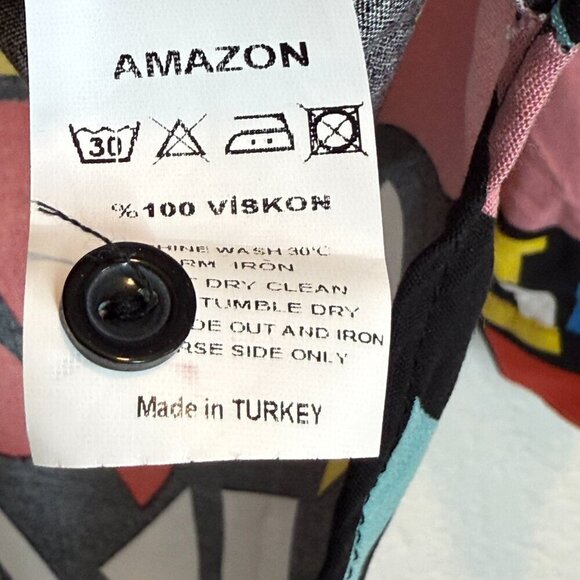 AMAZON
30
%100 VİSKON
HINE WASH 30°C
RM IRON
DRY CLEAN
TUMBLE DRY
DE OUT AND IRON
RSE SIDE ONLY
Made in TURKEY